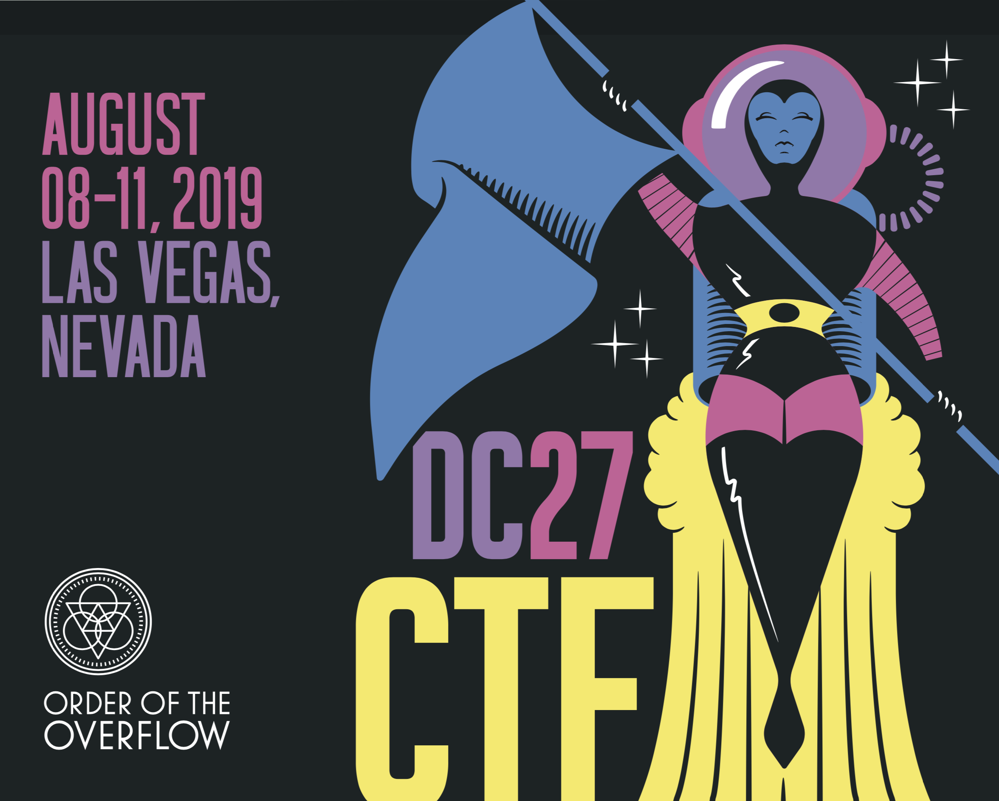 AUGUST
08-11, 2019
LAS VEGAS,
NEVADA
DC27
CTF
ORDER OF THE
OVERFLOW